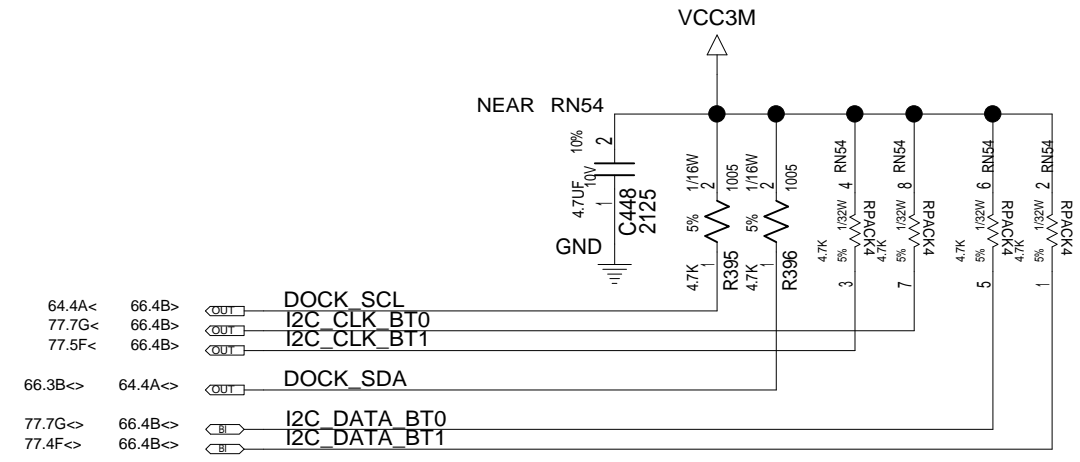 VCC3M
NEAR RN54
10%
2
10V
4.7UF
1
C448
2125
GND
1/16W
2
1005
5%
4.7K
1
R395
1/16W
2
1005
5%
4.7K
1
R396
RN54
4
1/32W
RPACK4
4.7K
5%
3
RN54
8
1/32W
RPACK4
4.7K
5%
7
RN54
6
1/32W
RPACK4
4.7K
5%
5
RN54
2
1/32W
RPACK4
4.7K
5%
1
64.4A< 66.4B> OUT DOCK_SCL
77.7G< 66.4B> OUT I2C_CLK_BT0
77.5F< 66.4B> OUT I2C_CLK_BT1
66.3B<> 64.4A<> OUT DOCK_SDA
77.7G<> 66.4B<> BI I2C_DATA_BT0
77.4F<> 66.4B<> BI I2C_DATA_BT1